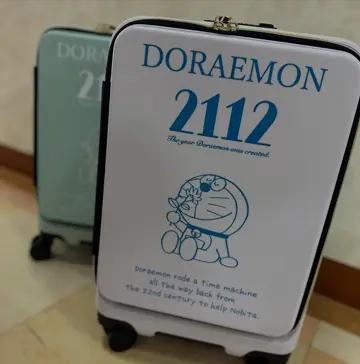 DORAEMON
2112
The year Doraemon was created.
Doraemon rode a time machine
all the way back from
the 22nd century to help Nobita.
DORA